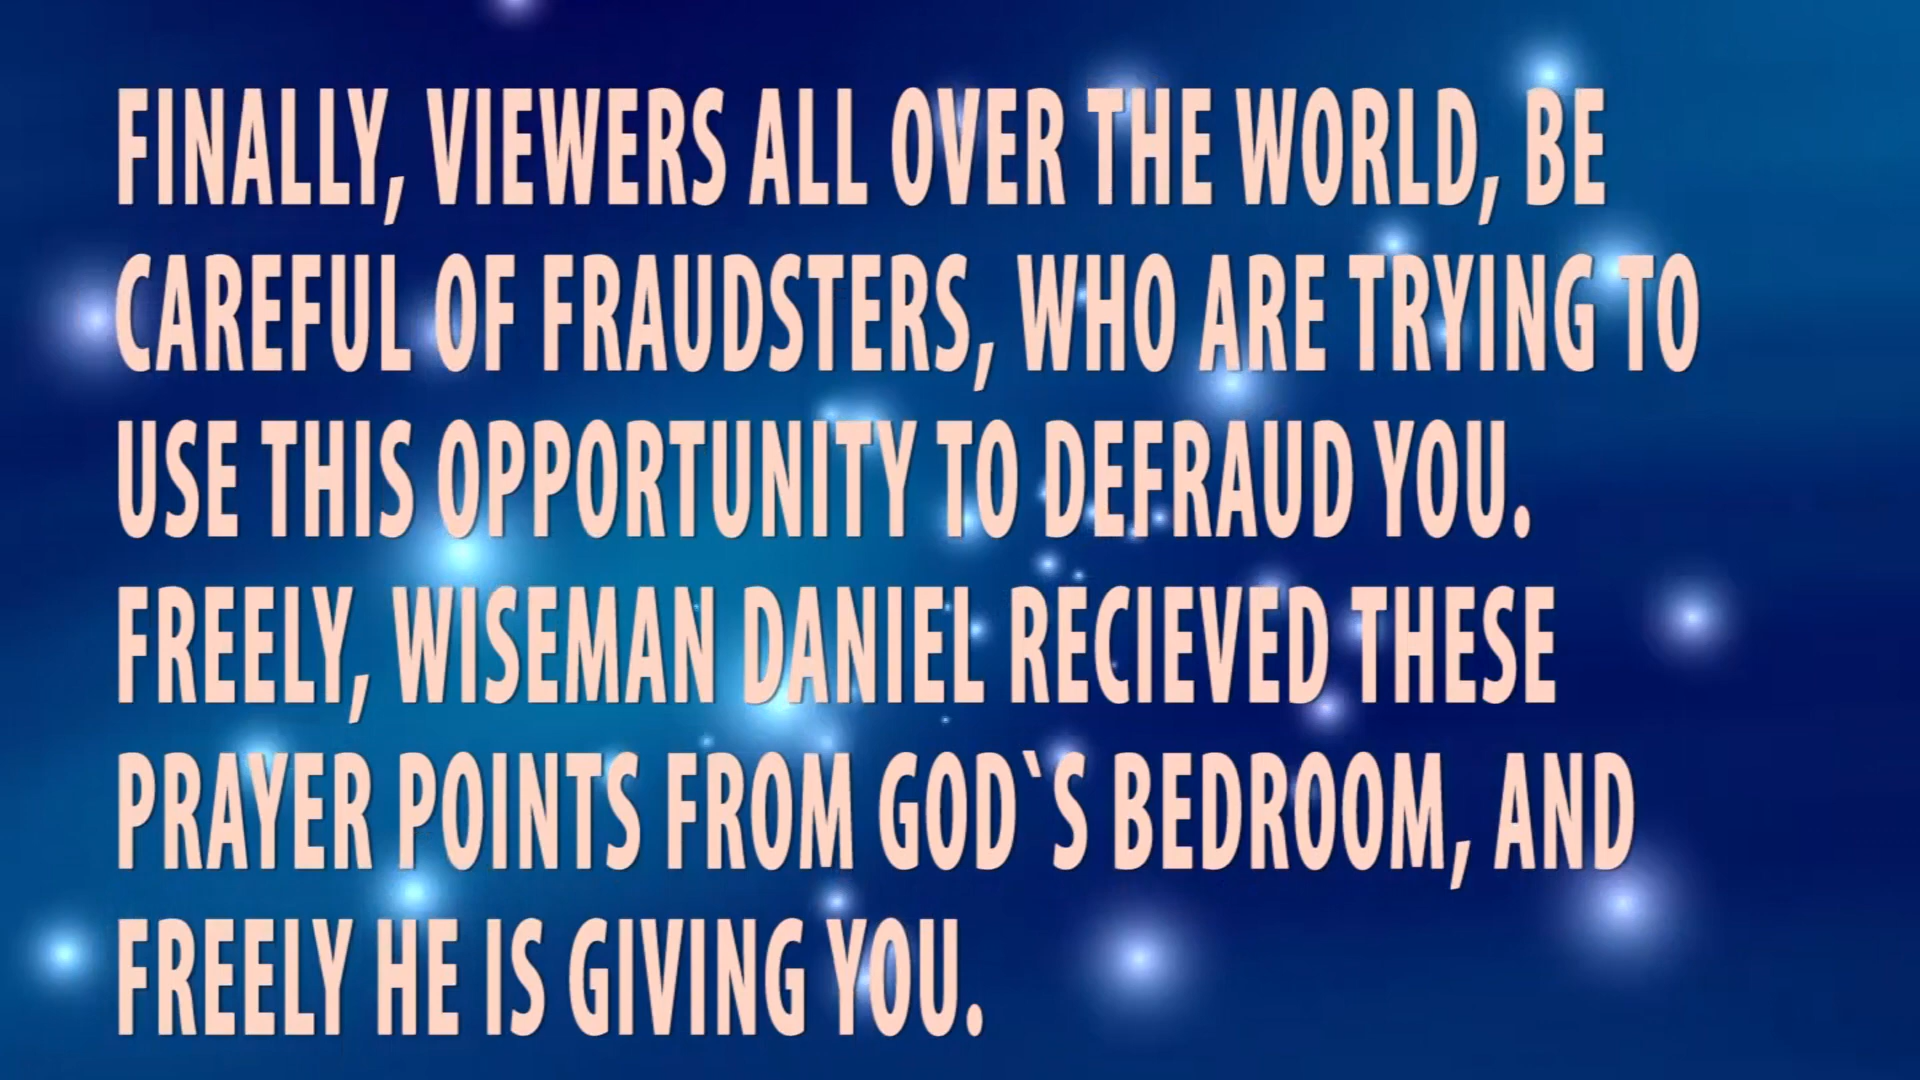 FINALLY, VIEWERS ALL OVER THE WORLD, BE
CAREFUL OF FRAUDSTERS, WHO ARE TRYING TO
USE THIS OPPORTUNITY TO DEFRAUD YOU.
FREELY, WISEMAN DANIEL RECIEVED THESE
PRAYER POINTS FROM GOD`S BEDROOM, AND
FREELY HE IS GIVING YOU.